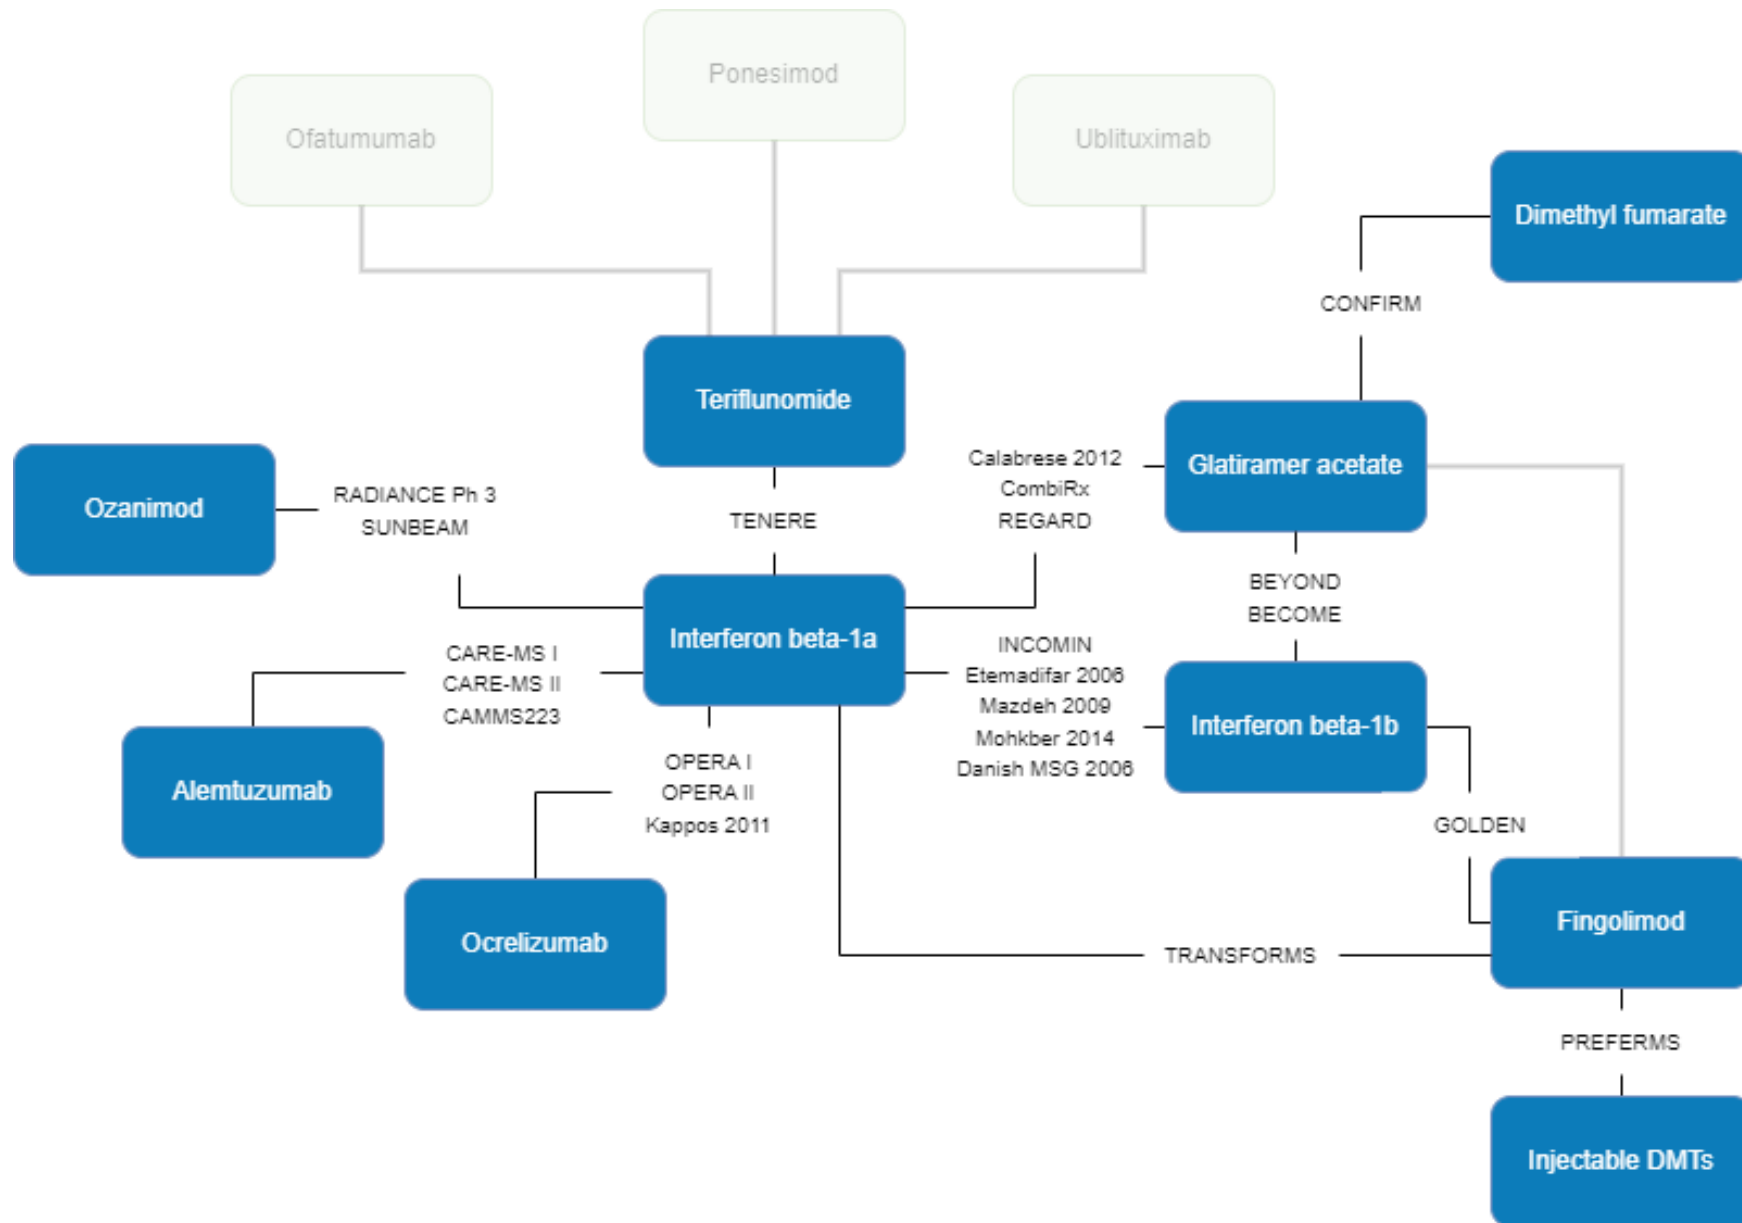 Ponesimod
Ofatumumab
Ublituximab
Dimethyl fumarate
CONFIRM
Teriflunomide
Glatiramer acetate
Calabrese 2012
CombiRx
REGARD
Ozanimod
RADIANCE Ph 3
SUNBEAM
TENERE
BEYOND
BECOME
Interferon beta-1a
CARE-MS I
CARE-MS II
CAMMS223
INCOMIN
Etemadifar 2006
Mazdeh 2009
Mohkber 2014
Danish MSG 2006
Interferon beta-1b
Alemtuzumab
OPERA I
OPERA II
Kappos 2011
GOLDEN
Ocrelizumab
Fingolimod
TRANSFORMS
PREFERMS
Injectable DMTs